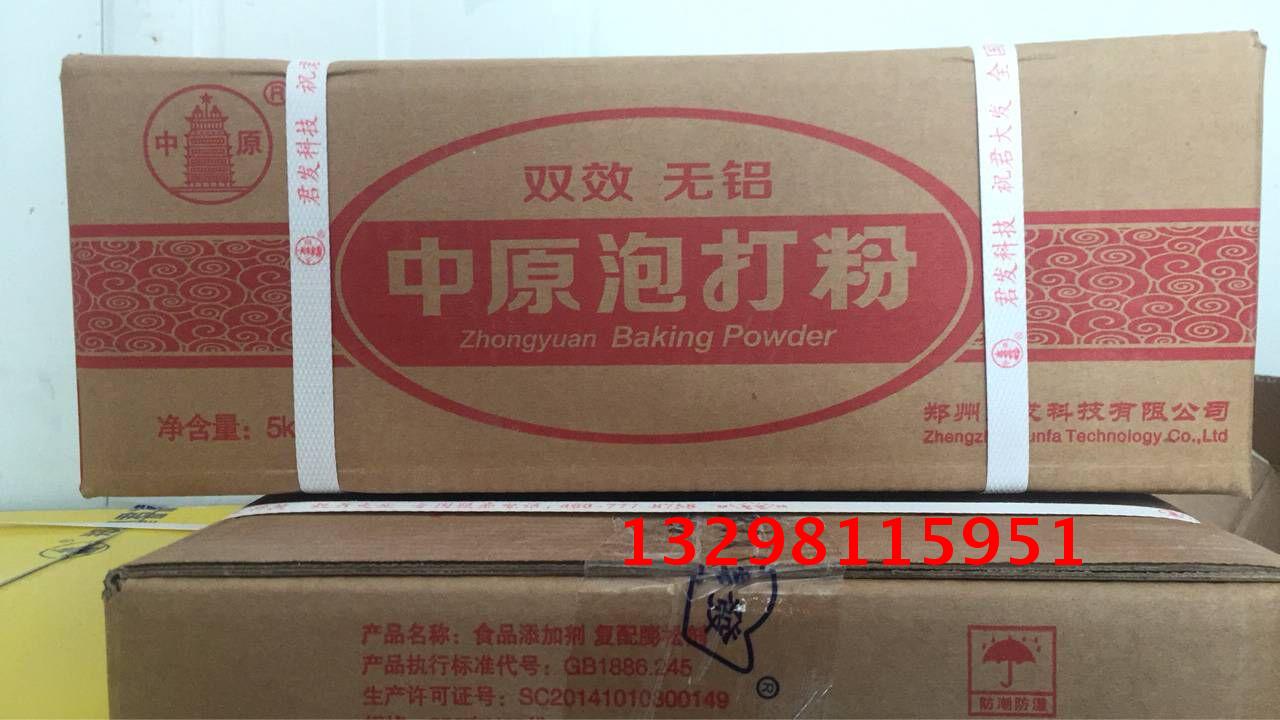 中 原
®
双效 无铝
中原泡打粉
Zhongyuan Baking Powder
净含量: 5k
君发科技 祝
君发科技 祝君大发 全国
郑州 发科技有限公司
Zhengz unfa Technology Co.,Ltd
13298115951
产品名称: 食品添加剂 复配膨
产品执行标准代号: GB1886.245
生产许可证号: SC20141010300149
®
防潮防湿